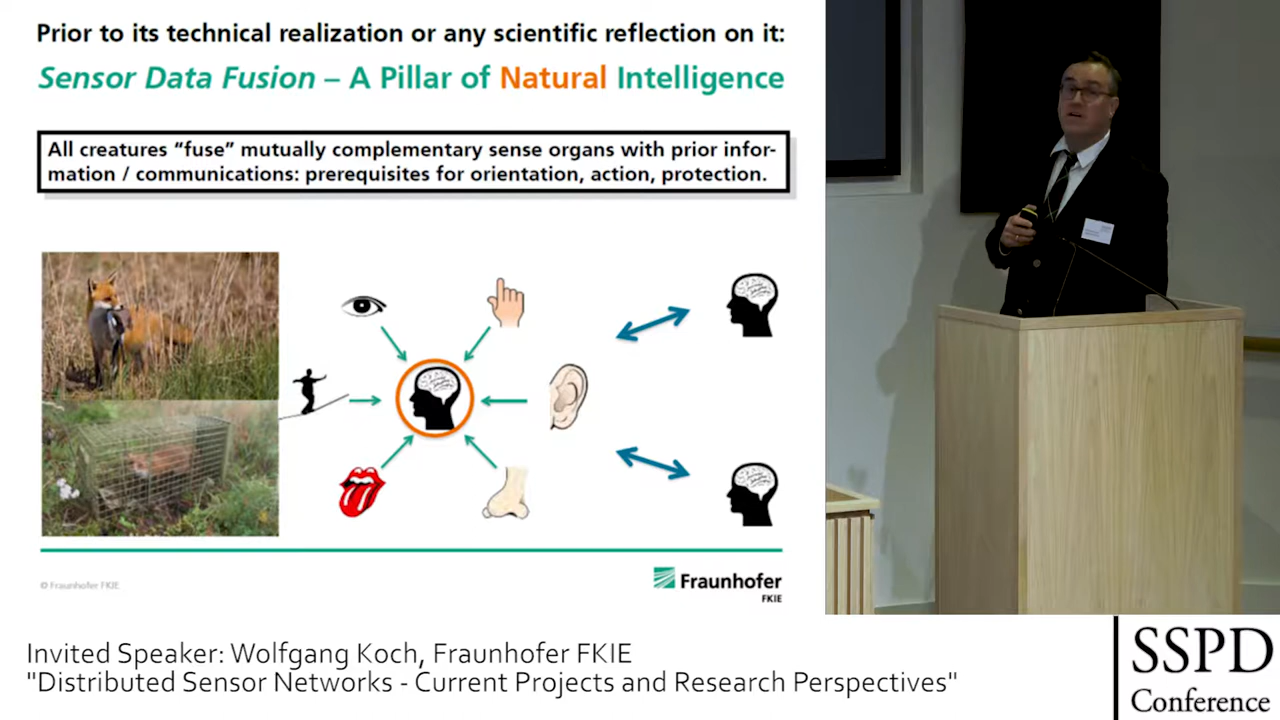 Prior to its technical realization or any scientific reflection on it:
Sensor Data Fusion – A Pillar of Natural Intelligence
All creatures “fuse” mutually complementary sense organs with prior infor-
mation / communications: prerequisites for orientation, action, protection.
© Fraunhofer FKIE
Fraunhofer
FKIE
Invited Speaker: Wolfgang Koch, Fraunhofer FKIE
"Distributed Sensor Networks - Current Projects and Research Perspectives"
SSPD
Conference